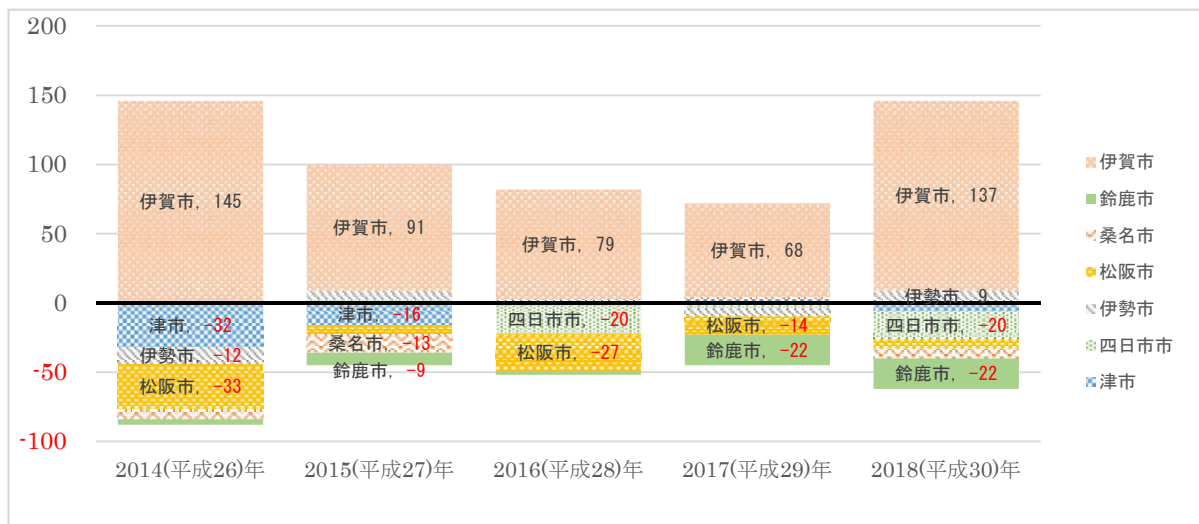 200
150
100
50
0
-50
-100
伊賀市, 145
津市, -32
伊勢市, -12
松阪市, -33
伊賀市, 91
津市, -16
桑名市, -13
鈴鹿市, -9
伊賀市, 79
四日市市, -20
松阪市, -27
伊賀市, 68
松阪市, -14
鈴鹿市, -22
伊賀市, 137
伊勢市, 9
四日市市, -20
鈴鹿市, -22
2014(平成26)年
2015(平成27)年
2016(平成28)年
2017(平成29)年
2018(平成30)年
伊賀市
鈴鹿市
桑名市
松阪市
伊勢市
四日市市
津市